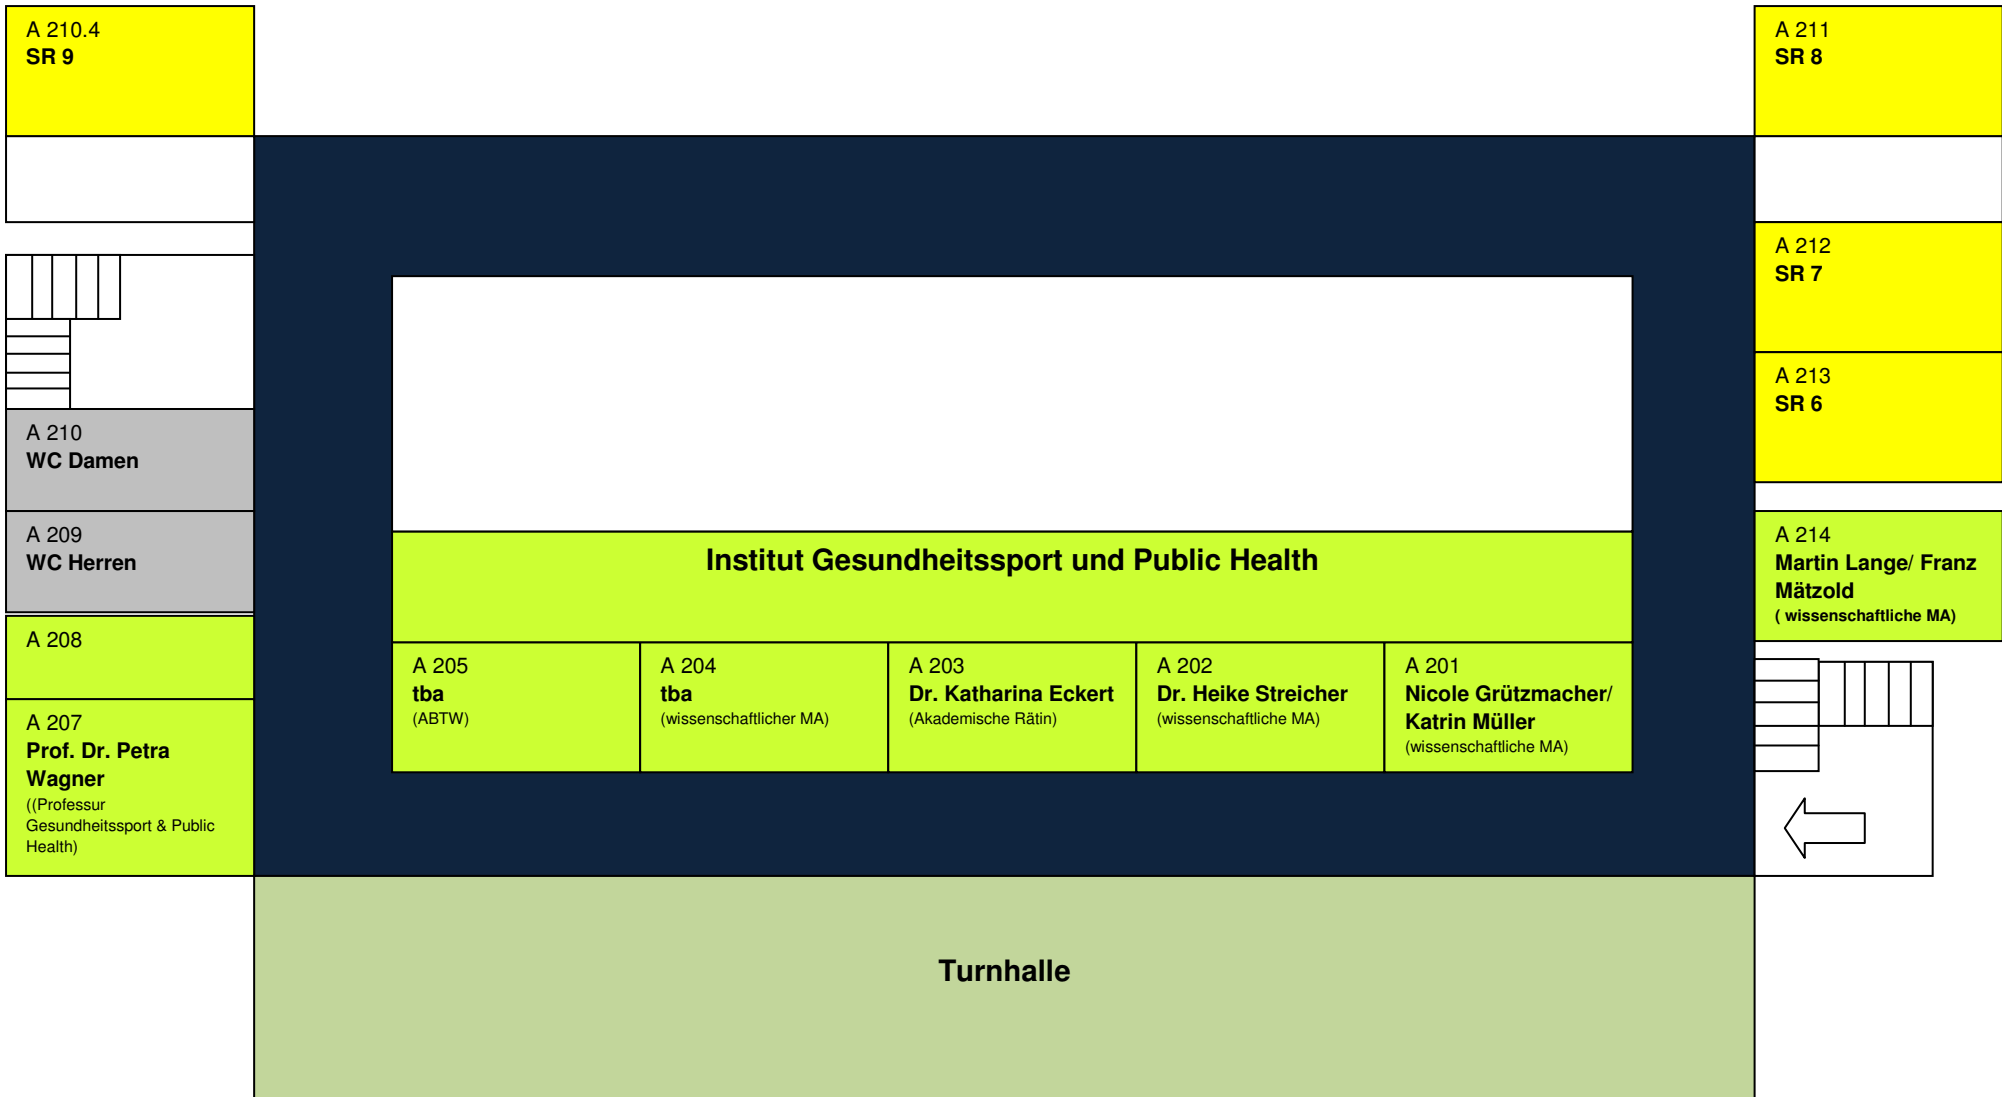 A 210.4
SR 9
A 211
SR 8
A 212
SR 7
A 213
SR 6
A 210
WC Damen
A 209
WC Herren
A 208
A 207
Prof. Dr. Petra
Wagner
((Professur
Gesundheitssport & Public
Health)
Institut Gesundheitssport und Public Health
A 205
tba
(ABTW)
A 204
tba
(wissenschaftlicher MA)
A 203
Dr. Katharina Eckert
(Akademische Rätin)
A 202
Dr. Heike Streicher
(wissenschaftliche MA)
A 201
Nicole Grützmacher/
Katrin Müller
(wissenschaftliche MA)
A 214
Martin Lange/ Franz
Mätzold
( wissenschaftliche MA)
Turnhalle